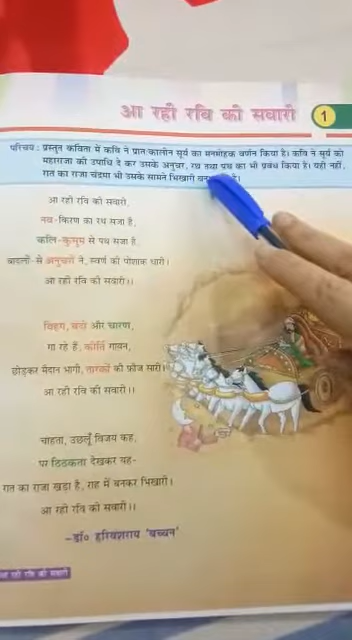 आ रही रवि की सवारी
1
परिचय : प्रस्तुत कविता में कवि ने प्रातःकालीन सूर्य का मनमोहक वर्णन किया है। कवि ने सूर्य को
महाराजा की उपाधि दे कर उसके अनुचर, रथ तथा पथ का भी प्रबंध किया है। यही नहीं,
रात का राजा चंद्रमा भी उसके सामने भिखारी है।
आ रही रवि की सवारी,
नव-किरण का रथ सजा है,
कलि-कुसुम से पथ सजा है,
बादलों-से अनुचरों ने, स्वर्ण की पोशाक धारी।
आ रही रवि की सवारी।।
विहग, बंदी और चारण,
गा रहे हैं, कीर्ति गायन,
छोड़कर मैदान भागी, तारकों की फ़ौज सारी।
आ रही रवि की सवारी।।
चाहता, उछलूँ विजय कह,
पर ठिठकता देखकर यह-
रात का राजा खड़ा है, राह में बनकर भिखारी।
आ रही रवि की सवारी।।
-डॉ० हरिवंशराय 'बच्चन'
आ रही रवि की सवारी